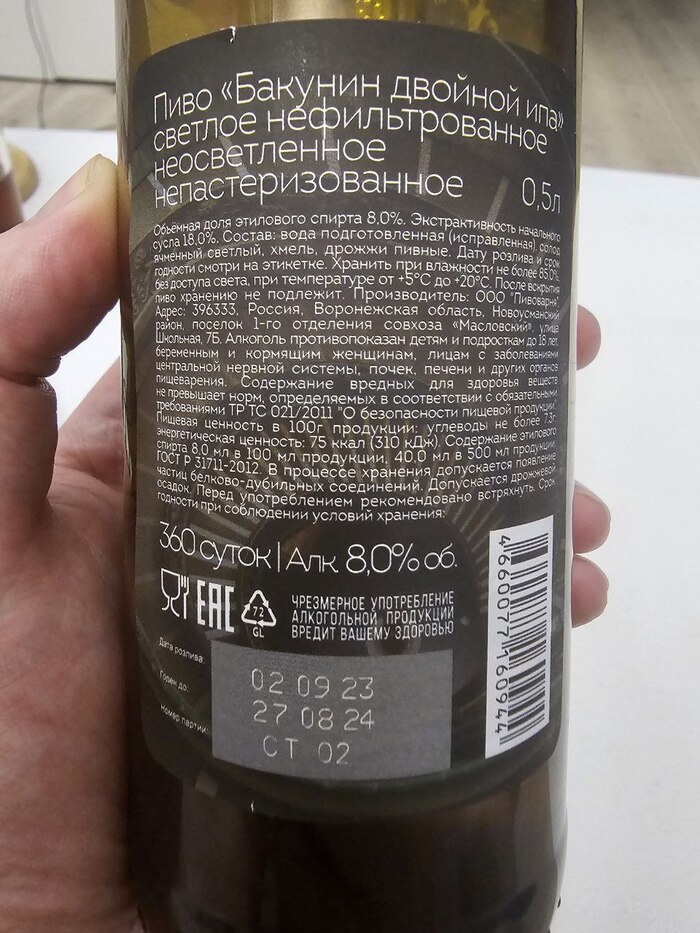 Пиво «Бакунин двойной ипа»
светлое нефильтрованное
неосветленное
непастеризованное 0,5л
Объёмная доля этилового спирта 8,0%. Экстрактивность начального
сусла 18,0%. Состав: вода подготовленная (исправленная), солод
ячменный светлый, хмель, дрожжи пивные. Дату розлива и срок
годности смотри на этикетке. Хранить при влажности не более 85,0%,
без доступа света, при температуре от +5°С до +20°С. После вскрытия
пиво хранению не подлежит. Производитель: ООО "Пивоварня"
Адрес: 396333, Россия, Воронежская область, Новоусманский
район, поселок 1-го отделения совхоза «Масловский», улица
Школьная, 7Б. Алкоголь противопоказан детям и подросткам до 18 лет,
беременным и кормящим женщинам, лицам с заболеваниями
центральной нервной системы, почек, печени и других органов
пищеварения. Содержание вредных для здоровья веществ
не превышает норм, определяемых в соответствии с обязательными
требованиями ТР ТС 021/2011 "О безопасности пищевой продукции".
Пищевая ценность в 100г продукции: углеводы не более 7,3г,
энергетическая ценность: 75 ккал (310 кДж). Содержание этилового
спирта 8,0 мл в 100 мл продукции, 40,0 мл в 500 мл продукции.
ГОСТ Р 31711-2012. В процессе хранения допускается появление
частиц белково-дубильных соединений. Допускается дрожжевой
осадок. Перед употреблением рекомендовано встряхнуть. Срок
годности при соблюдении условий хранения:
360 суток | Алк. 8,0% об.
EAC
72
GL
ЧРЕЗМЕРНОЕ УПОТРЕБЛЕНИЕ
АЛКОГОЛЬНОЙ ПРОДУКЦИИ
ВРЕДИТ ВАШЕМУ ЗДОРОВЬЮ
Дата розлива: 02 09 23
Годен до: 27 08 24
Номер партии: СТ 02
4660077160944